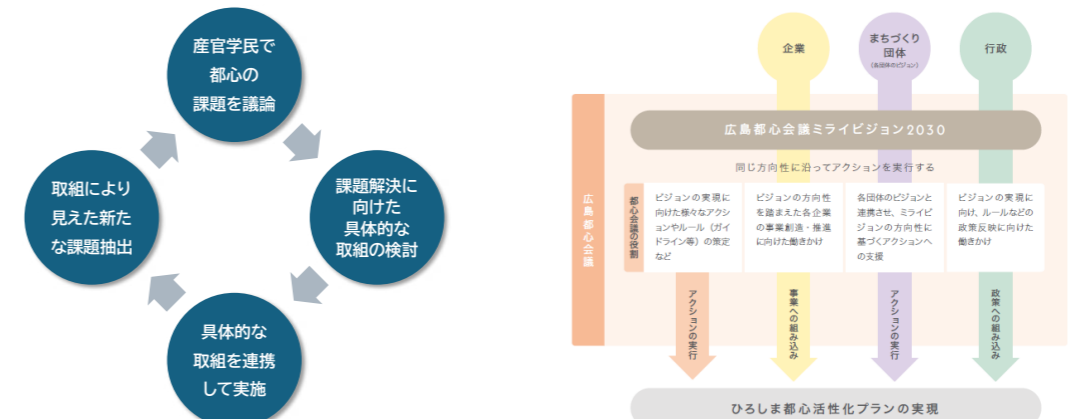 産官学民で
都心の
課題を議論
課題解決に
向けた
具体的な
取組の検討
具体的な
取組を連携
して実施
取組により
見えた新た
な課題抽出
企業
まちづくり
団体
(各団体のビジョン)
行政
広島都心会議
広島都心会議ミライビジョン2030
同じ方向性に沿ってアクションを実行する
都心会議の役割
ビジョンの実現に
向けた様々なアクシ
ョンやルール（ガイ
ドライン等）の策定
など
ビジョンの方向性
を踏まえた各企業
の事業創造・推進
に向けた働きかけ
各団体のビジョンと
連携させ、ミライビ
ジョンの方向性に
基づくアクションへ
の支援
ビジョンの実現に
向け、ルールなどの
政策反映に向けた
働きかけ
アクションの実行
事業への組み込み
アクションの実行
政策への組み込み
ひろしま都心活性化プランの実現